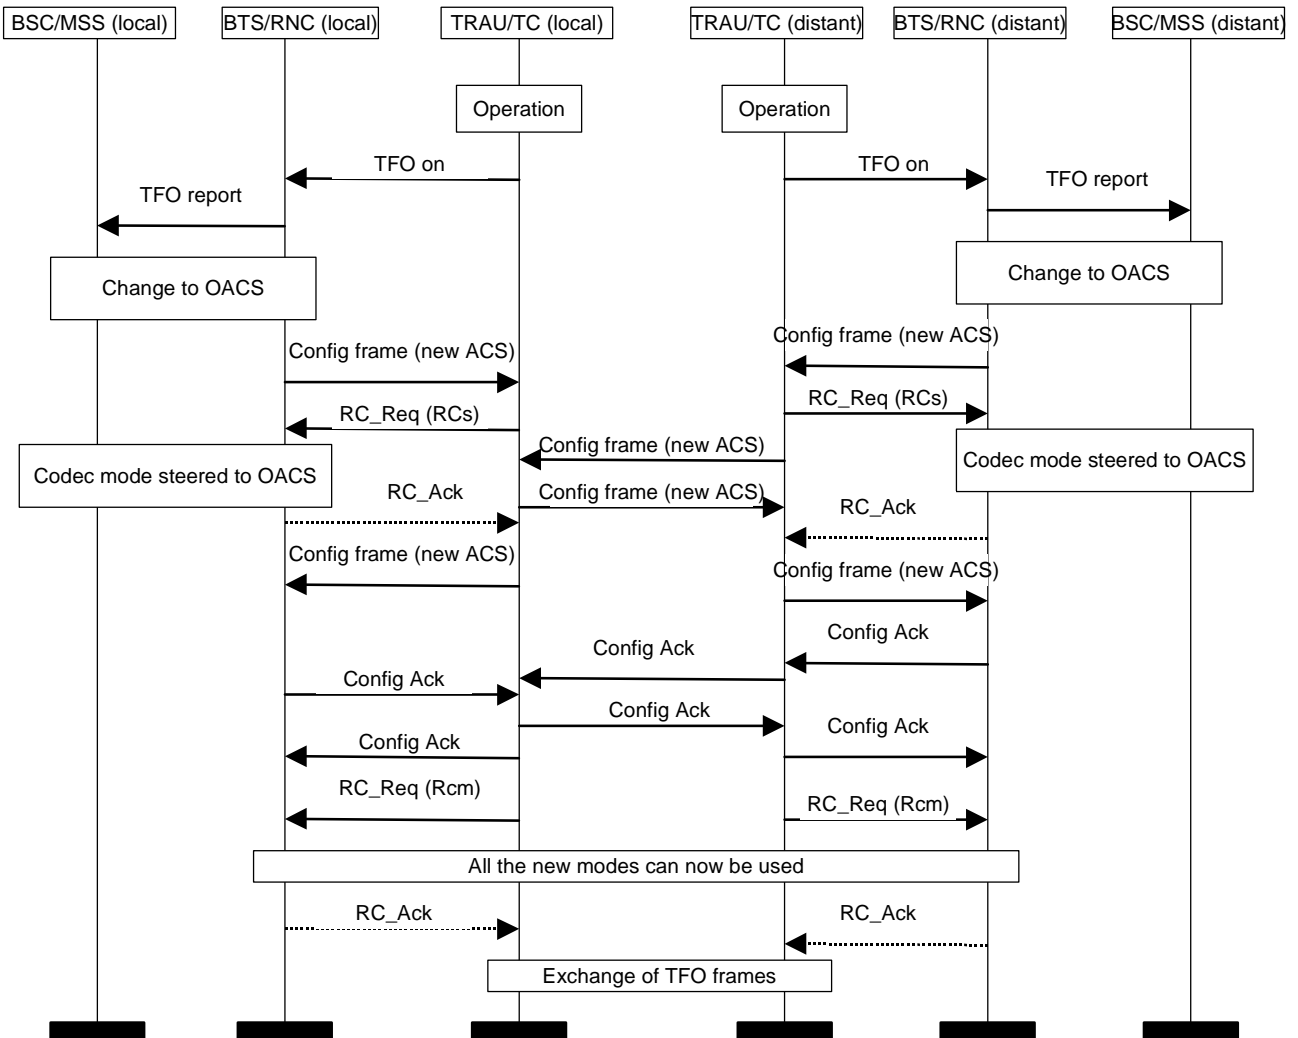 BSC/MSS (local)
BTS/RNC (local)
TRAU/TC (local)
TRAU/TC (distant)
BTS/RNC (distant)
BSC/MSS (distant)
Operation
Operation
TFO on
TFO on
TFO report
TFO report
Change to OACS
Change to OACS
Config frame (new ACS)
Config frame (new ACS)
RC_Req (RCs)
RC_Req (RCs)
Config frame (new ACS)
Codec mode steered to OACS
Codec mode steered to OACS
RC_Ack
Config frame (new ACS)
RC_Ack
Config frame (new ACS)
Config frame (new ACS)
Config Ack
Config Ack
Config Ack
Config Ack
Config Ack
Config Ack
RC_Req (Rcm)
RC_Req (Rcm)
All the new modes can now be used
RC_Ack
RC_Ack
Exchange of TFO frames